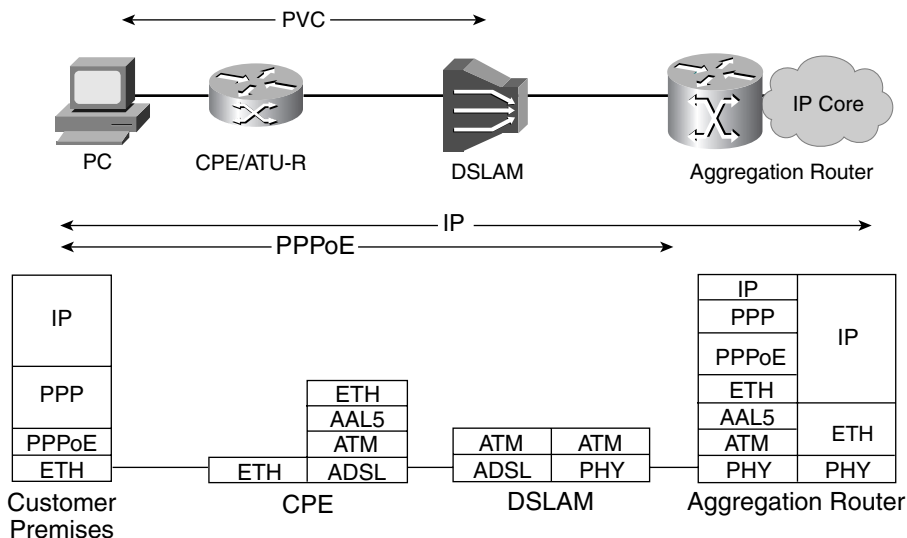 PVC
IP Core
PC
CPE/ATU-R
DSLAM
Aggregation Router
IP
PPPoE
IP
PPP
PPPoE
ETH
Customer
Premises
ETH
AAL5
ATM
ETH
ADSL
CPE
ATM
ATM
ADSL
PHY
DSLAM
IP
PPP
PPPoE
ETH
AAL5
ATM
PHY
IP
ETH
PHY
Aggregation Router